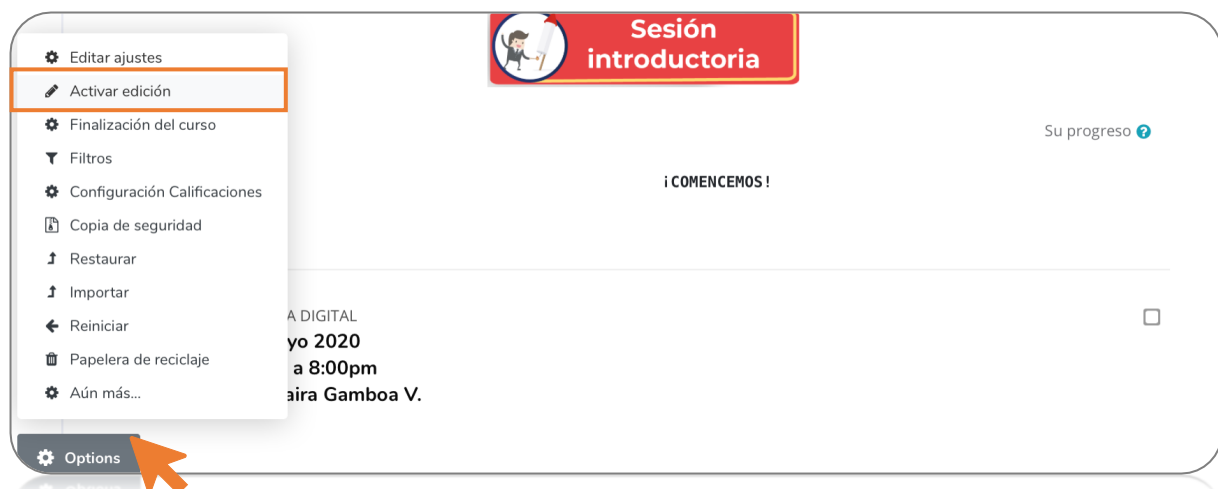 Sesión
introductoria
Editar ajustes
Activar edición
Finalización del curso
Filtros
Configuración Calificaciones
Copia de seguridad
Restaurar
Importar
Reiniciar
Papelera de reciclaje
Aún más...
Options
Su progreso
¡COMENCEMOS!
A DIGITAL
yo 2020
a 8:00pm
aira Gamboa V.